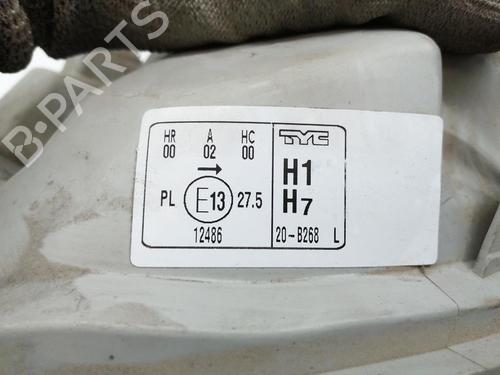 HR A HC
00 02 00
→
PL E13 27.5
12486
TYC
H1
H7
20-B268 L
B-PARTS